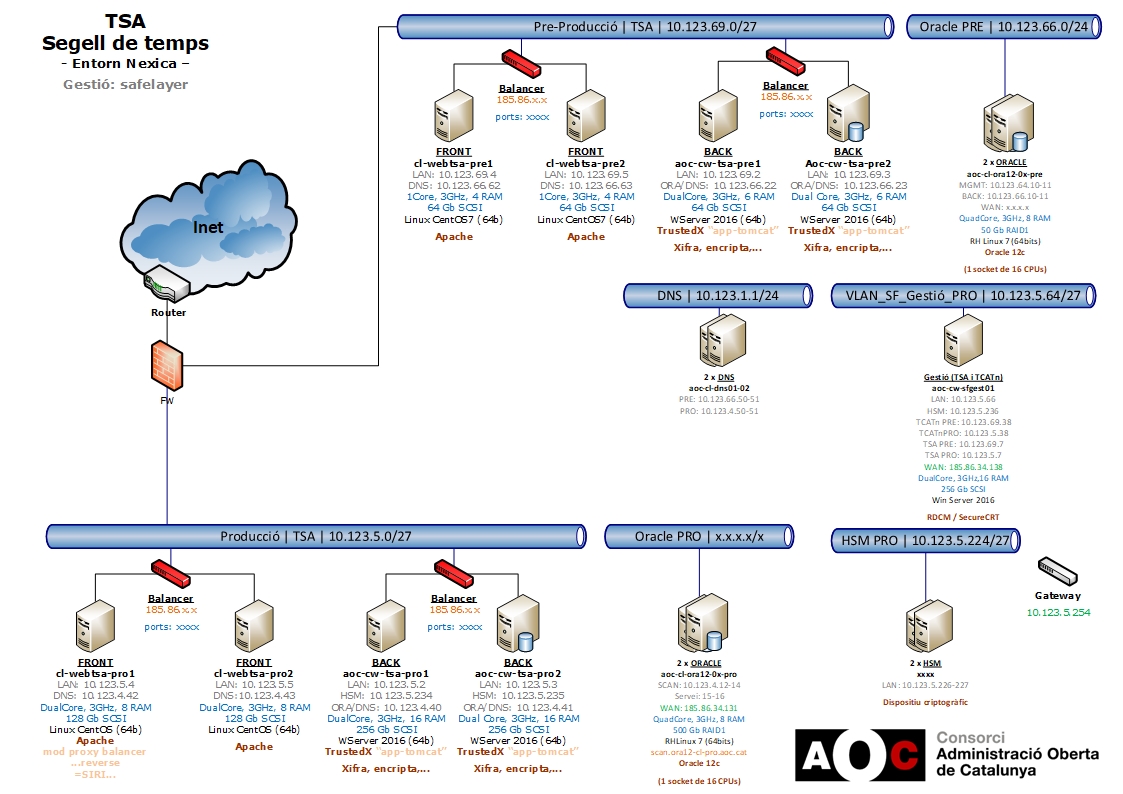 TSA
Segell de temps
- Entorn Nexica –
Gestió: safelayer
Pre-Producció | TSA | 10.123.69.0/27
Oracle PRE | 10.123.66.0/24
Balancer
185.86.x.x
ports: xxxx
Balancer
185.86.x.x
ports: xxxx
FRONT
cl-webtsa-pre1
LAN: 10.123.69.4
DNS: 10.123.66.62
1Core, 3GHz, 4 RAM
64 Gb SCSI
Linux CentOS7 (64b)
Apache
FRONT
cl-webtsa-pre2
LAN: 10.123.69.5
DNS: 10.123.66.63
1Core, 3GHz, 4 RAM
64 Gb SCSI
Linux CentOS7 (64b)
Apache
BACK
aoc-cw-tsa-pre1
LAN: 10.123.69.2
ORA/DNS: 10.123.66.22
DualCore, 3GHz, 6 RAM
64 Gb SCSI
WServer 2016 (64b)
TrustedX "app-tomcat"
Xifra, encripta,...
BACK
Aoc-cw-tsa-pre2
LAN: 10.123.69.3
ORA/DNS: 10.123.66.23
Dual Core, 3GHz, 6 RAM
64 Gb SCSI
WServer 2016 (64b)
TrustedX "app-tomcat"
Xifra, encripta,...
2 x ORACLE
aoc-cl-ora12-0x-pre
MGMT: 10.123.64.10-11
BACK: 10.123.66.10-11
WAN: x.x.x.x
QuadCore, 3GHz, 8 RAM
50 Gb RAID1
RH Linux 7 (64bits)
Oracle 12c
(1 socket de 16 CPUs)
Inet
Router
FW
DNS | 10.123.1.1/24
2 x DNS
aoc-cl-dns01-02
PRE: 10.123.66.50-51
PRO: 10.123.4.50-51
VLAN_SF_Gestió_PRO | 10.123.5.64/27
Gestió (TSA i TCATn)
aoc-cw-sfgest01
LAN: 10.123.5.66
HSM: 10.123.5.236
TCATn PRE: 10.123.69.38
TCATnPRO: 10.123.5.38
TSA PRE: 10.123.69.7
TSA PRO: 10.123.5.7
WAN: 185.86.34.138
DualCore, 3GHz,16 RAM
256 Gb SCSI
Win Server 2016
RDCM / SecureCRT
Producció | TSA | 10.123.5.0/27
Oracle PRO | x.x.x.x/x
HSM PRO | 10.123.5.224/27
Balancer
185.86.x.x
ports: xxxx
Balancer
185.86.x.x
ports: xxxx
Gateway
10.123.5.254
FRONT
cl-webtsa-pro1
LAN: 10.123.5.4
DNS: 10.123.4.42
DualCore, 3GHz, 8 RAM
128 Gb SCSI
Linux CentOS (64b)
Apache
mod proxy balancer
...reverse
=SIRI...
FRONT
cl-webtsa-pro2
LAN: 10.123.5.5
DNS:10.123.4.43
DualCore, 3GHz, 8 RAM
128 Gb SCSI
Linux CentOS (64b)
Apache
BACK
aoc-cw-tsa-pro1
LAN: 10.123.5.2
HSM: 10.123.5.234
ORA/DNS: 10.123.4.40
DualCore, 3GHz, 16 RAM
256 Gb SCSI
WServer 2016 (64b)
TrustedX "app-tomcat"
Xifra, encripta,...
BACK
aoc-cw-tsa-pro2
LAN: 10.123.5.3
HSM: 10.123.5.235
ORA/DNS: 10.123.4.41
Dual Core, 3GHz, 16 RAM
256 Gb SCSI
WServer 2016 (64b)
TrustedX "app-tomcat"
Xifra, encripta,...
2 x ORACLE
aoc-cl-ora12-0x-pro
SCAN: 10.123.4.12-14
Servei: 15-16
WAN: 185.86.34.131
QuadCore, 3GHz, 8 RAM
500 Gb RAID1
RH Linux 7 (64bits)
scan.ora12-cl-pro.aoc.cat
Oracle 12c
(1 socket de 16 CPUs)
2 x HSM
xxxx
LAN: 10.123.5.226-227
Dispositiu criptogràfic
AOC
Consorci
Administració Oberta
de Catalunya